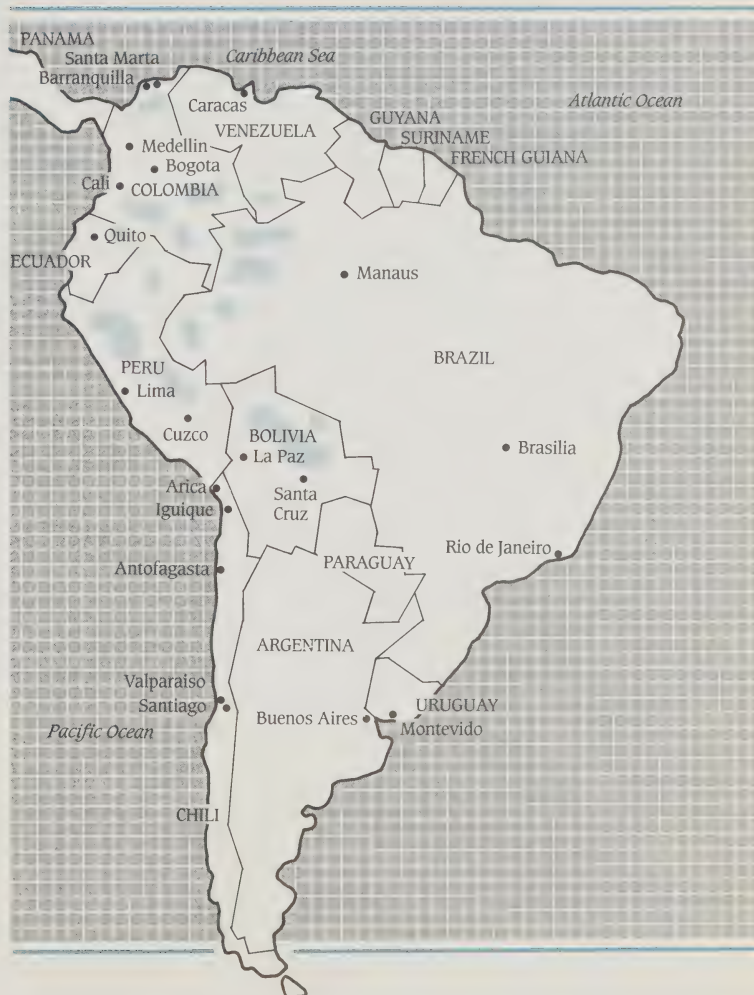 PANAMA
Santa Marta
Caribbean Sea
Barranquilla
Caracas
Atlantic Ocean
GUYANA
VENEZUELA
SURINAME
FRENCH GUIANA
Medellin
Bogota
Cali
COLOMBIA
Quito
ECUADOR
Manaus
BRAZIL
PERU
Lima
Cuzco
BOLIVIA
La Paz
Brasilia
Arica
Santa
Cruz
Iguique
Rio de Janeiro
Antofagasta
PARAGUAY
ARGENTINA
Valparaiso
Santiago
URUGUAY
Buenos Aires
Montevido
Pacific Ocean
CHILI